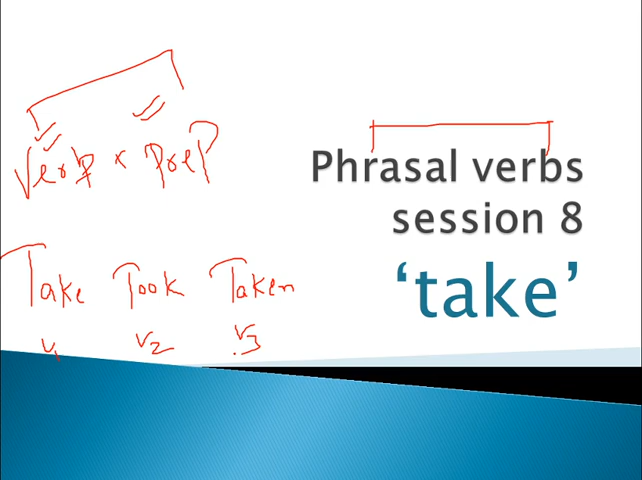 Verb × Prep
Phrasal verbs
session 8
Take Took Taken
‘take’
V1 V2 V3